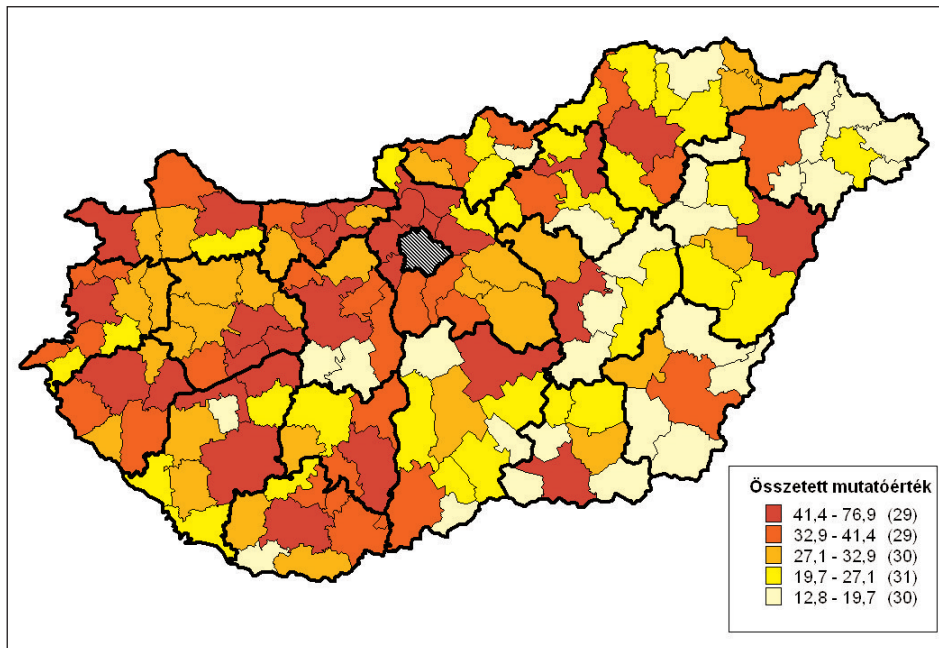 Összetett mutatóérték
41,4 - 76,9 (29)
32,9 - 41,4 (29)
27,1 - 32,9 (30)
19,7 - 27,1 (31)
12,8 - 19,7 (30)